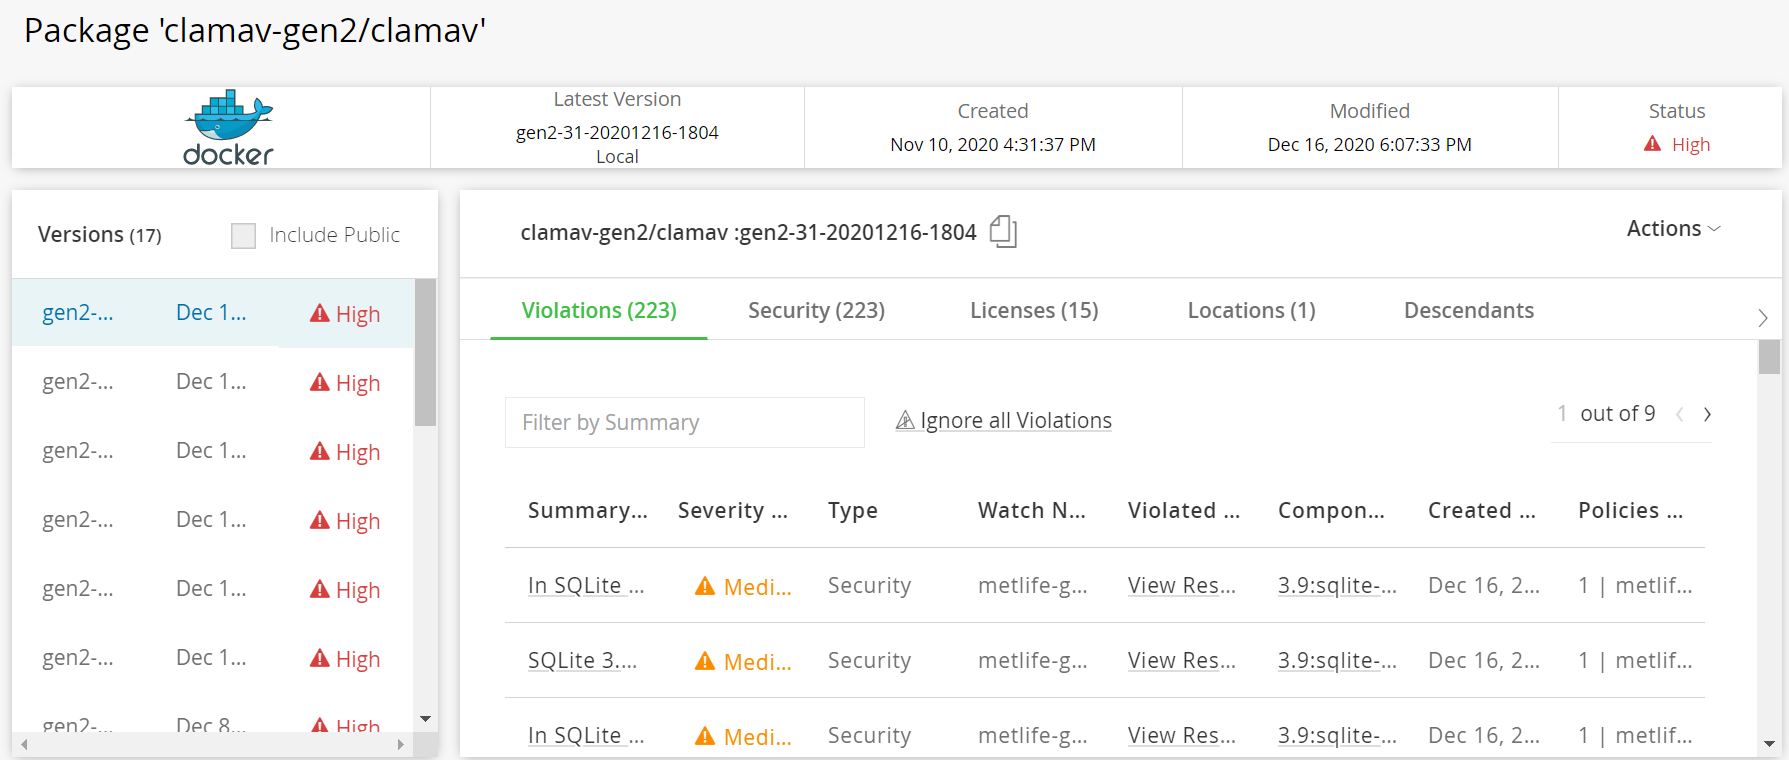 Package 'clamav-gen2/clamav'
docker
Latest Version
gen2-31-20201216-1804
Local
Created
Nov 10, 2020 4:31:37 PM
Modified
Dec 16, 2020 6:07:33 PM
Status
High
Versions (17)
Include Public
gen2-... Dec 1... High
gen2-... Dec 1... High
gen2-... Dec 1... High
gen2-... Dec 1... High
gen2-... Dec 1... High
gen2-... Dec 1... High
gen2-... Dec 8... High
clamav-gen2/clamav :gen2-31-20201216-1804
Actions
Violations (223) Security (223) Licenses (15) Locations (1) Descendants
Filter by Summary
Ignore all Violations
1 out of 9
Summary... Severity ... Type Watch N... Violated ... Compon... Created ... Policies ...
In SQLite ... Medi... Security metlife-g... View Res... 3.9:sqlite-... Dec 16, 2... 1 | metlif...
SQLite 3.... Medi... Security metlife-g... View Res... 3.9:sqlite-... Dec 16, 2... 1 | metlif...
In SQLite ... Medi... Security metlife-g... View Res... 3.9:sqlite-... Dec 16, 2... 1 | metlif...